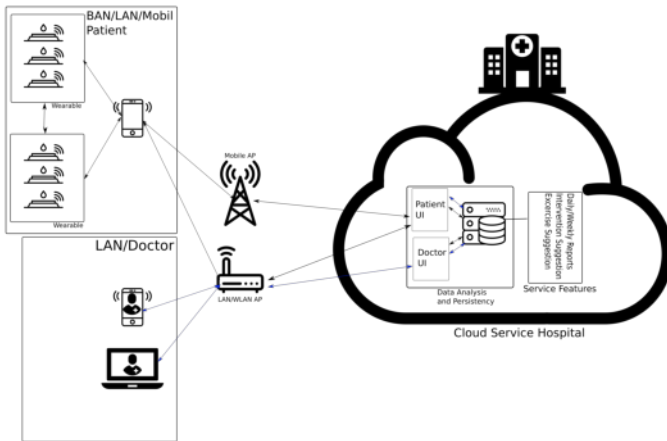 BAN/LAN/Mobil
Patient
Wearable
Wearable
LAN/Doctor
Mobile AP
LAN/WLAN AP
Patient
UI
Doctor
UI
Data Analysis
and Persistency
Daily/Weekly Reports
Intervention Suggestion
Excercise Suggestion
Service Features
Cloud Service Hospital